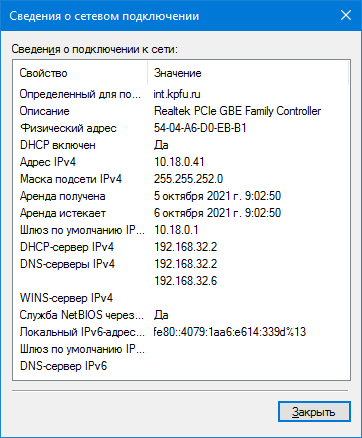 Сведения о сетевом подключении
Сведения о подключении к сети:
Свойство Значение
Определенный для по... int.kpfu.ru
Описание Realtek PCIe GBE Family Controller
Физический адрес 54-04-A6-D0-EB-B1
DHCP включен Да
Адрес IPv4 10.18.0.41
Маска подсети IPv4 255.255.252.0
Аренда получена 5 октября 2021 г. 9:02:50
Аренда истекает 6 октября 2021 г. 9:02:50
Шлюз по умолчанию IP... 10.18.0.1
DHCP-сервер IPv4 192.168.32.2
DNS-серверы IPv4 192.168.32.2
192.168.32.6
WINS-сервер IPv4
Служба NetBIOS через... Да
Локальный IPv6-адрес... fe80::4079:1aa6:e614:339d%13
Шлюз по умолчанию IP...
DNS-сервер IPv6
Закрыть